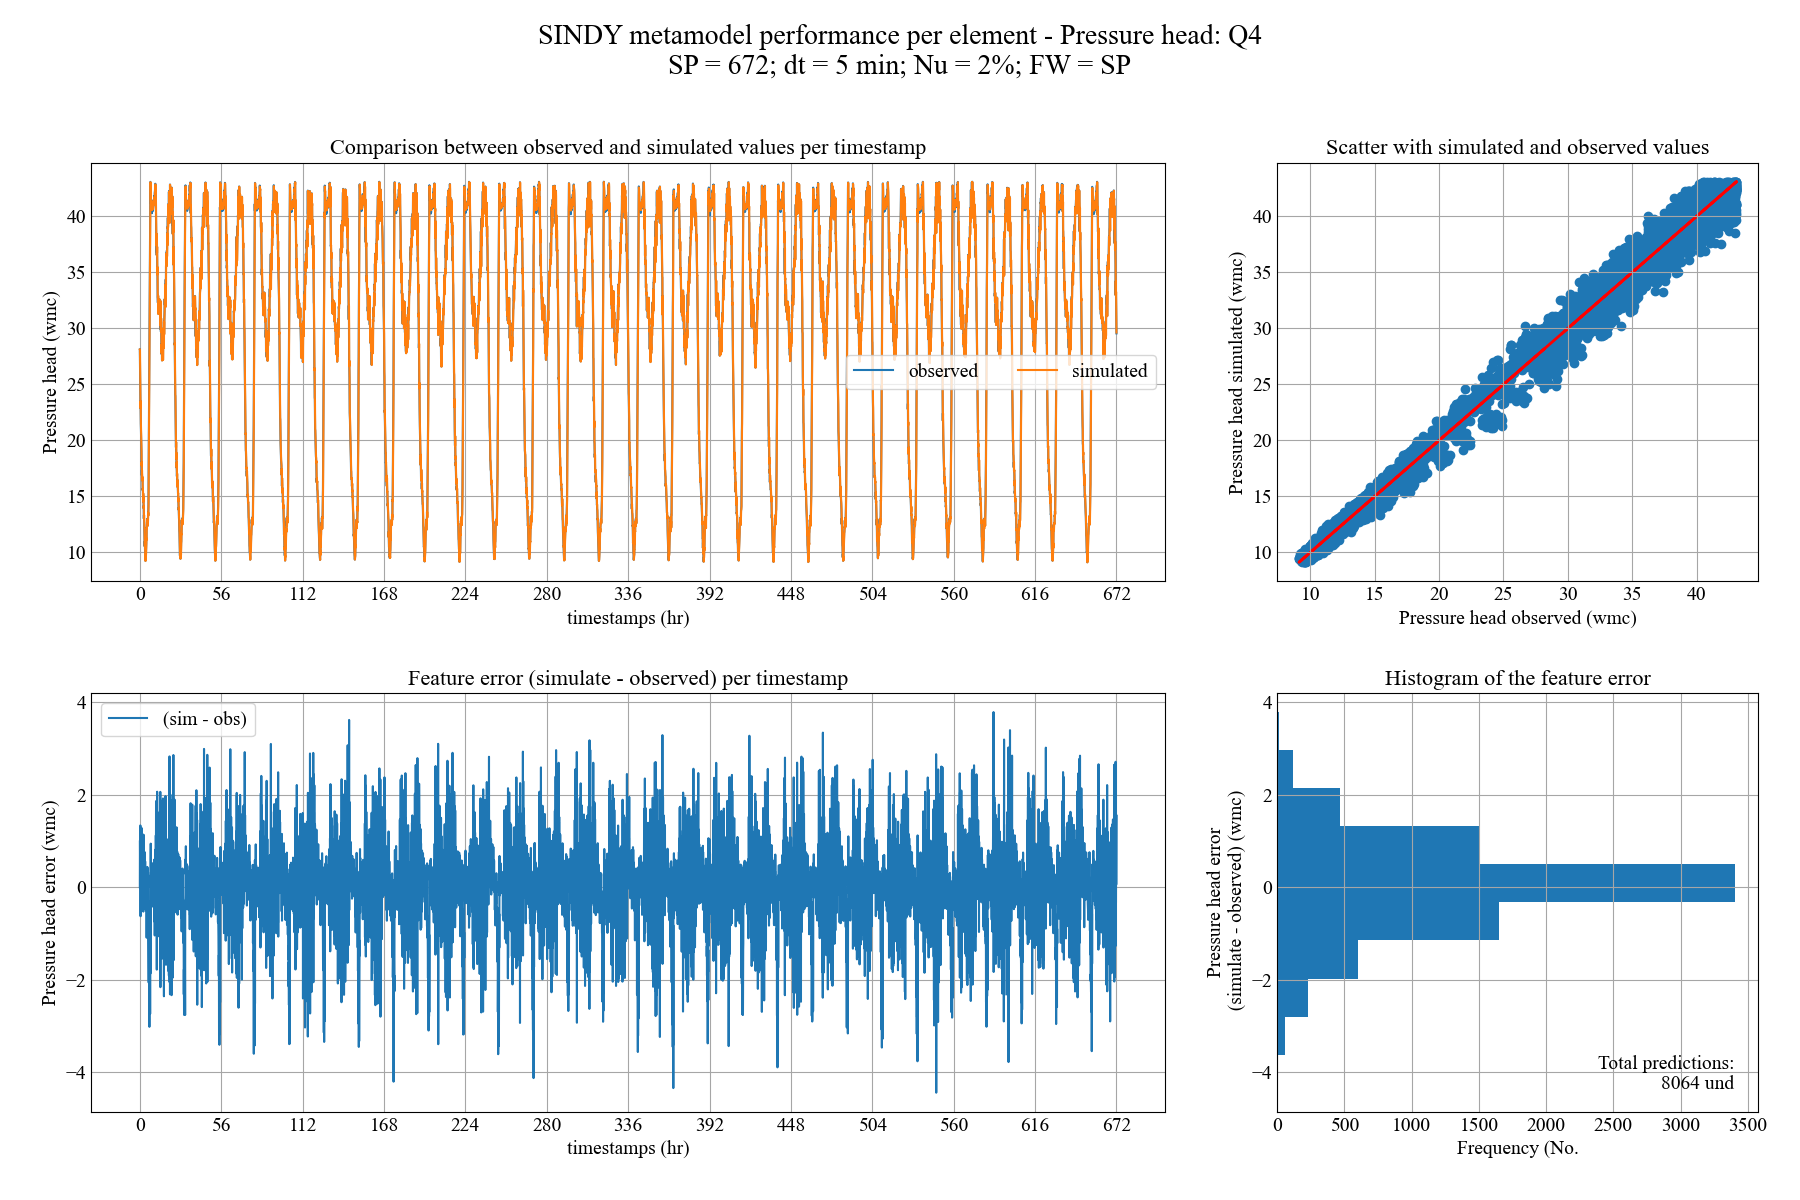 SINDY metamodel performance per element - Pressure head: Q4
SP = 672; dt = 5 min; Nu = 2%; FW = SP
Comparison between observed and simulated values per timestamp
Pressure head (wmc)
40
35
30
25
20
15
10
observed simulated
0 56 112 168 224 280 336 392 448 504 560 616 672
timestamps (hr)
Scatter with simulated and observed values
Pressure head simulated (wmc)
40
35
30
25
20
15
10
10 15 20 25 30 35 40
Pressure head observed (wmc)
Feature error (simulate - observed) per timestamp
Pressure head error (wmc)
4
2
0
−2
−4
(sim - obs)
0 56 112 168 224 280 336 392 448 504 560 616 672
timestamps (hr)
Histogram of the feature error
Pressure head error
(simulate - observed) (wmc)
4
2
0
−2
−4
Total predictions:
8064 und
0 500 1000 1500 2000 2500 3000 3500
Frequency (No.